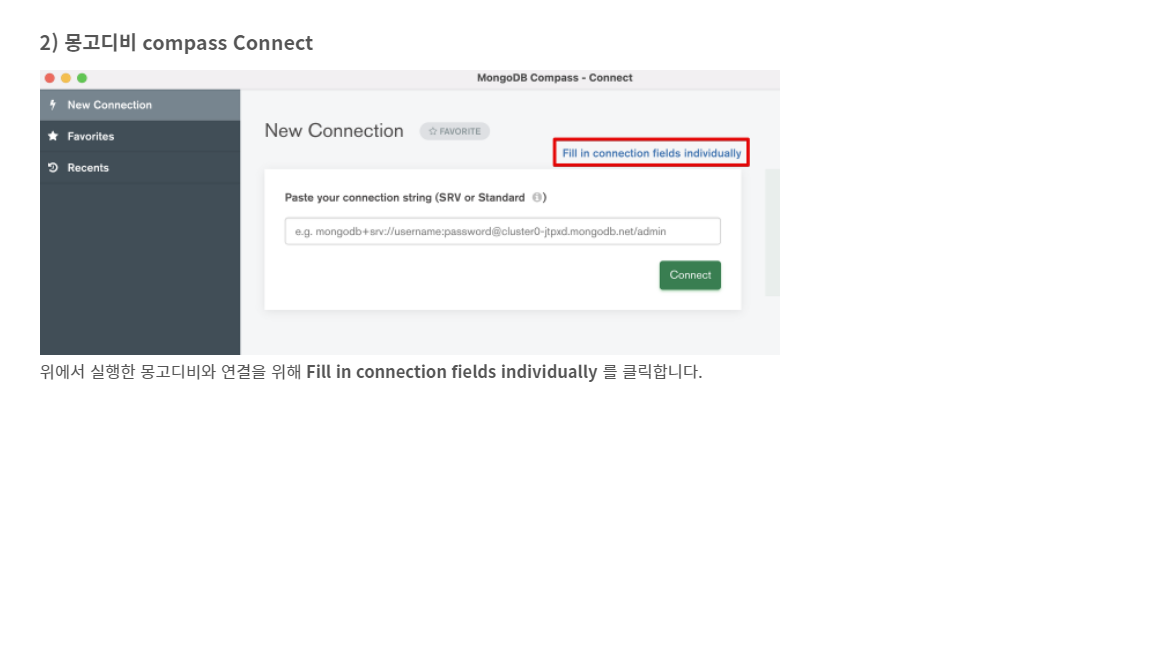 2) 몽고디비 compass Connect
MongoDB Compass - Connect
New Connection
Favorites
Recents
New Connection
FAVORITE
Fill in connection fields individually
Paste your connection string (SRV or Standard )
e.g. mongodb+srv://username:password@cluster0-jtpxd.mongodb.net/admin
Connect
위에서 실행한 몽고디비와 연결을 위해 Fill in connection fields individually 를 클릭합니다.